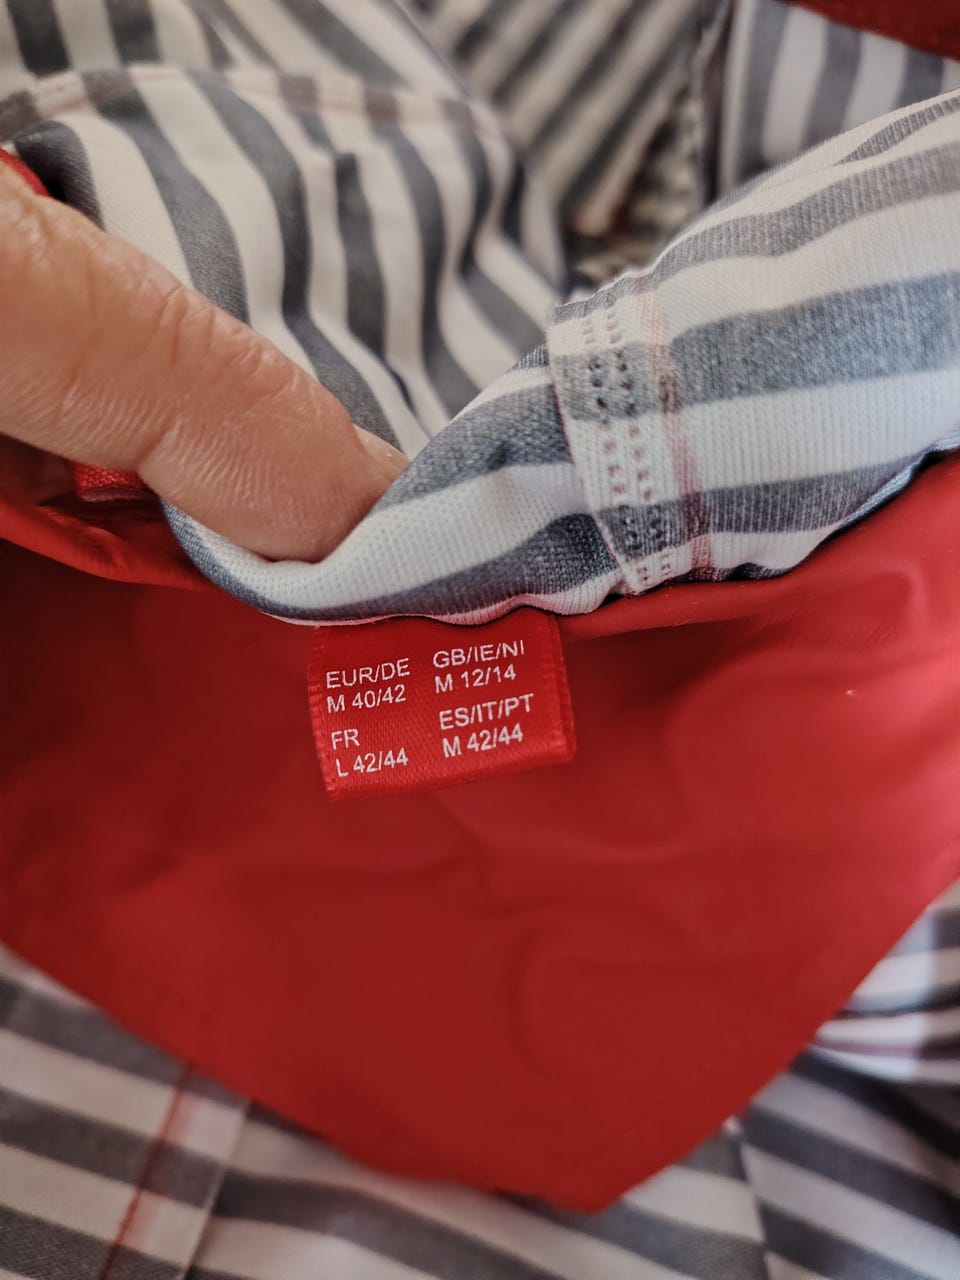 EUR/DE
M 40/42
FR
L 42/44
GB/IE/NI
M 12/14
ES/IT/PT
M 42/44